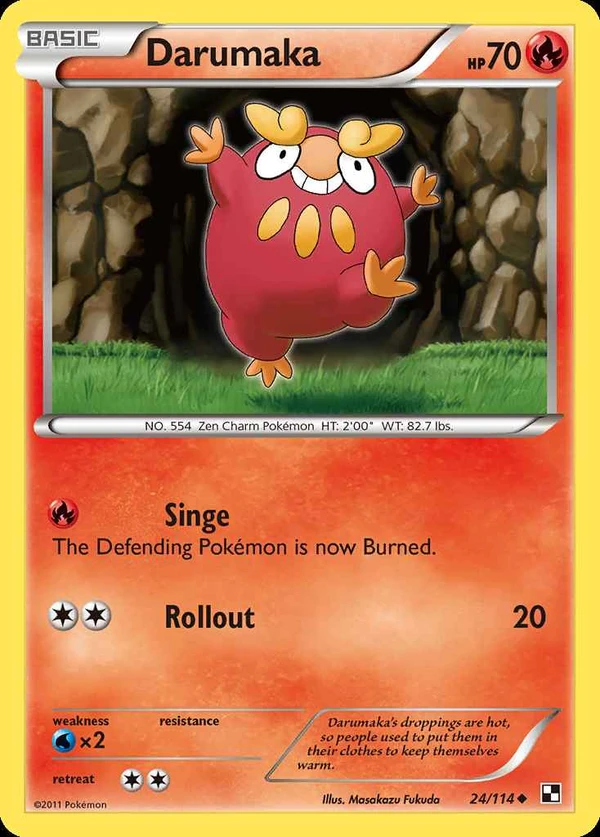 BASIC
Darumaka
HP70
NO. 554 Zen Charm Pokémon HT: 2'00" WT: 82.7 lbs.
Singe
The Defending Pokémon is now Burned.
Rollout 20
weakness resistance
×2
Darumaka's droppings are hot,
so people used to put them in
their clothes to keep themselves
warm.
retreat
©2011 Pokémon
Illus. Masakazu Fukuda
24/114